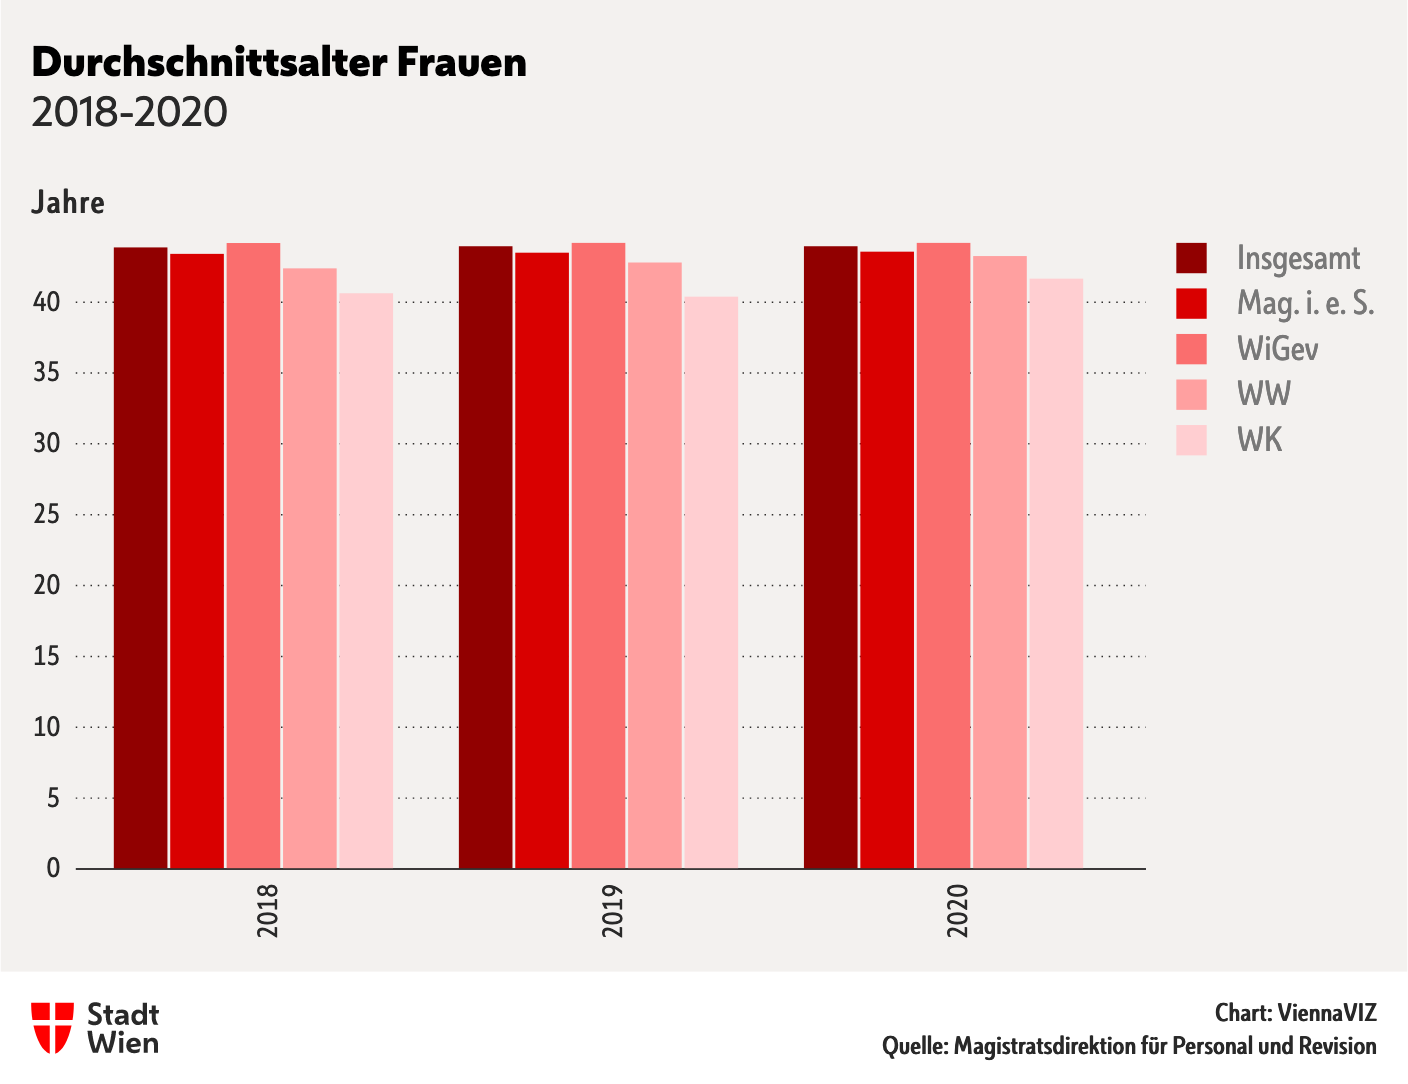 Durchschnittsalter Frauen
2018-2020
Jahre
40
35
30
25
20
15
10
5
0
2018
2019
2020
Insgesamt
Mag. i. e. S.
WiGev
WW
WK
Stadt
Wien
Chart: ViennaVIZ
Quelle: Magistratsdirektion für Personal und Revision